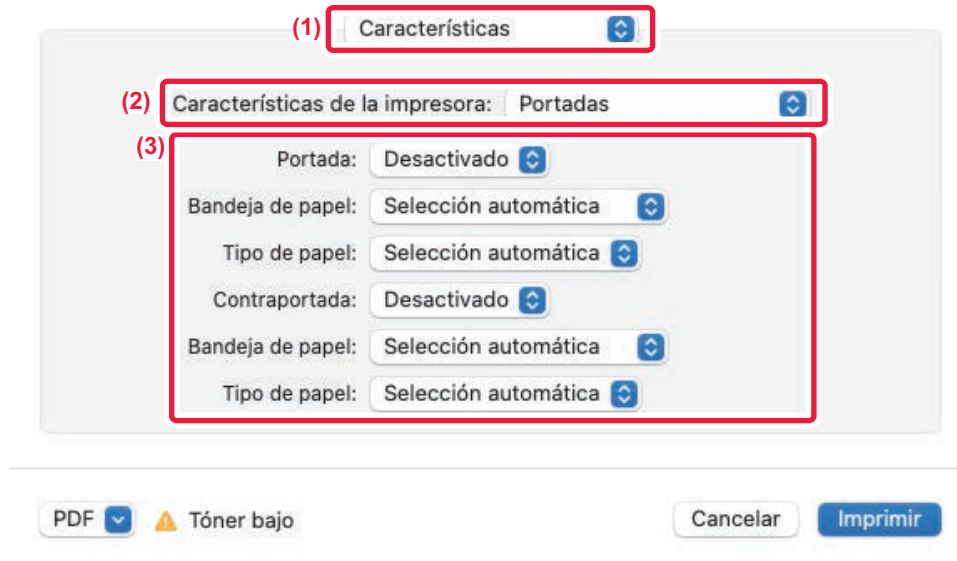 (1) Características
(2) Características de la impresora: Portadas
(3)
Portada: Desactivado
Bandeja de papel: Selección automática
Tipo de papel: Selección automática
Contraportada: Desactivado
Bandeja de papel: Selección automática
Tipo de papel: Selección automática
PDF Tóner bajo Cancelar Imprimir